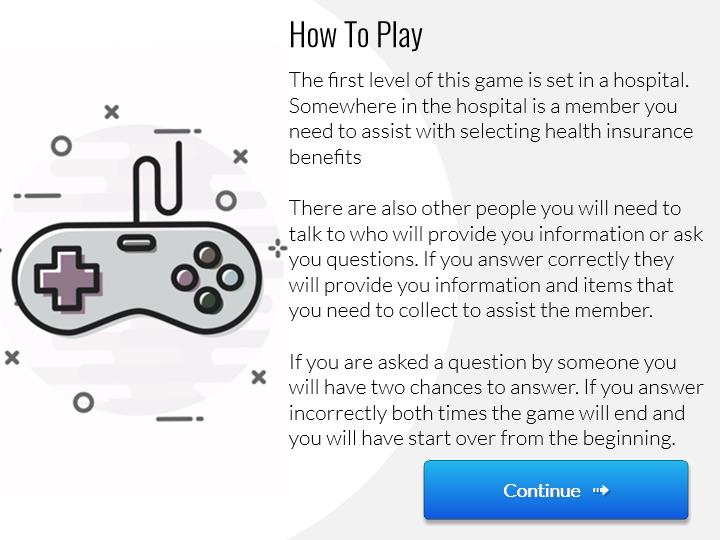 How To Play
The first level of this game is set in a hospital.
Somewhere in the hospital is a member you
need to assist with selecting health insurance
benefits
There are also other people you will need to
talk to who will provide you information or ask
you questions. If you answer correctly they
will provide you information and items that
you need to collect to assist the member.
If you are asked a question by someone you
will have two chances to answer. If you answer
incorrectly both times the game will end and
you will have start over from the beginning.
Continue